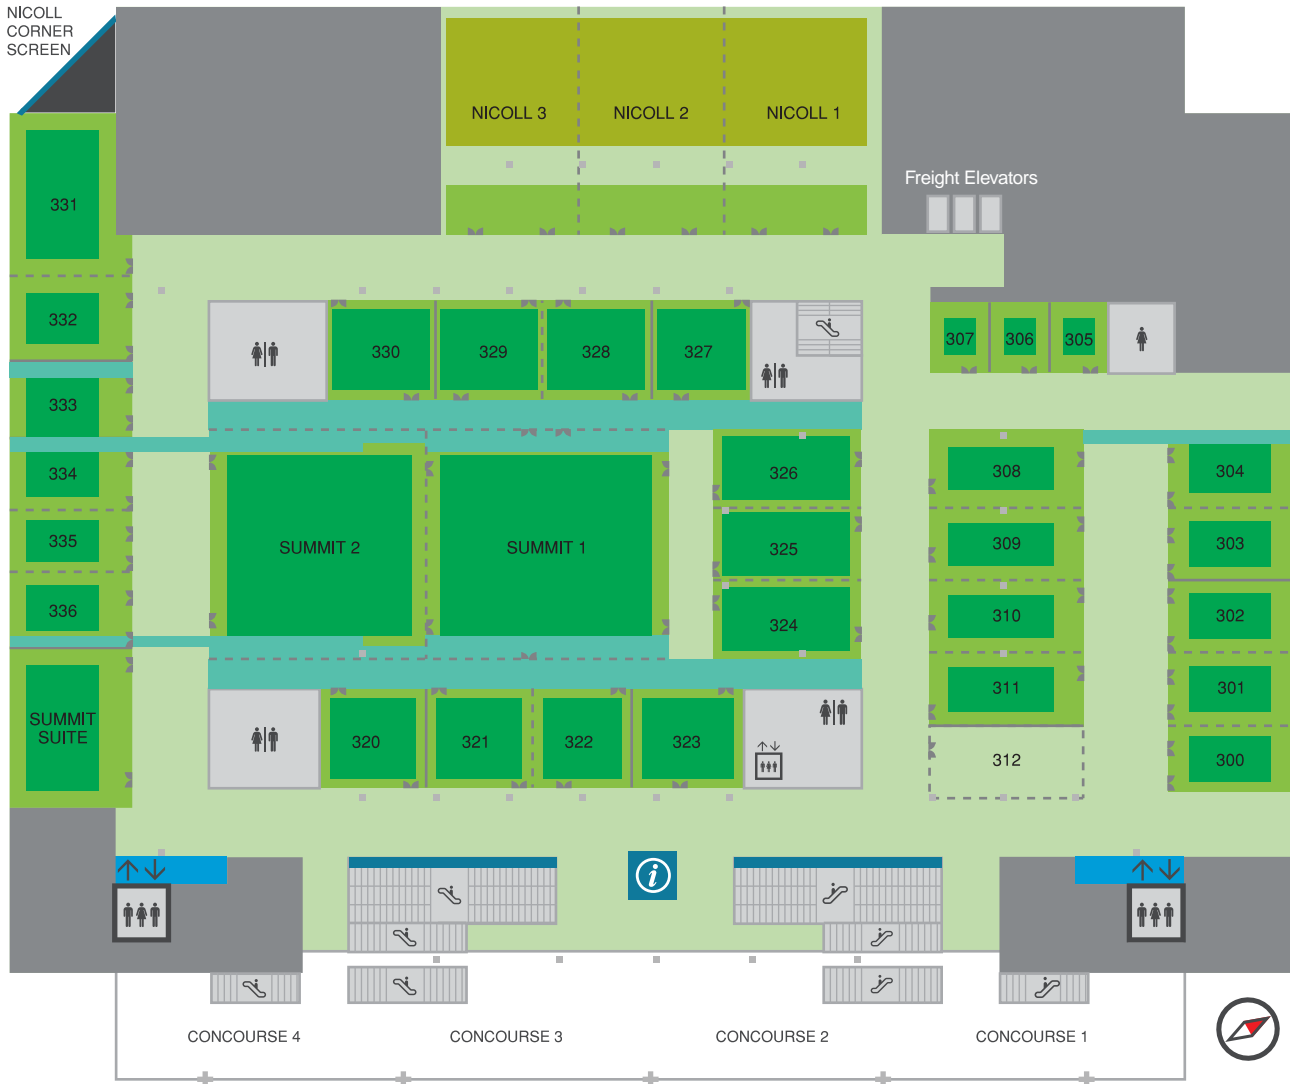 NICOLL
CORNER
SCREEN
NICOLL 3
NICOLL 2
NICOLL 1
Freight Elevators
331
332
330
329
328
327
307
306
305
333
334
335
336
326
325
324
308
309
310
311
312
304
303
302
301
300
SUMMIT 2
SUMMIT 1
SUMMIT
SUITE
320
321
322
323
i
CONCOURSE 4
CONCOURSE 3
CONCOURSE 2
CONCOURSE 1